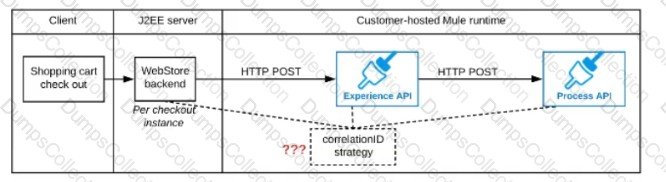 Client
J2EE server
Customer-hosted Mule runtime
Shopping cart
check out
WebStore
backend
HTTP POST
Experience API
HTTP POST
Process API
Per checkout
instance
???
correlationID
strategy
DumpsCollection